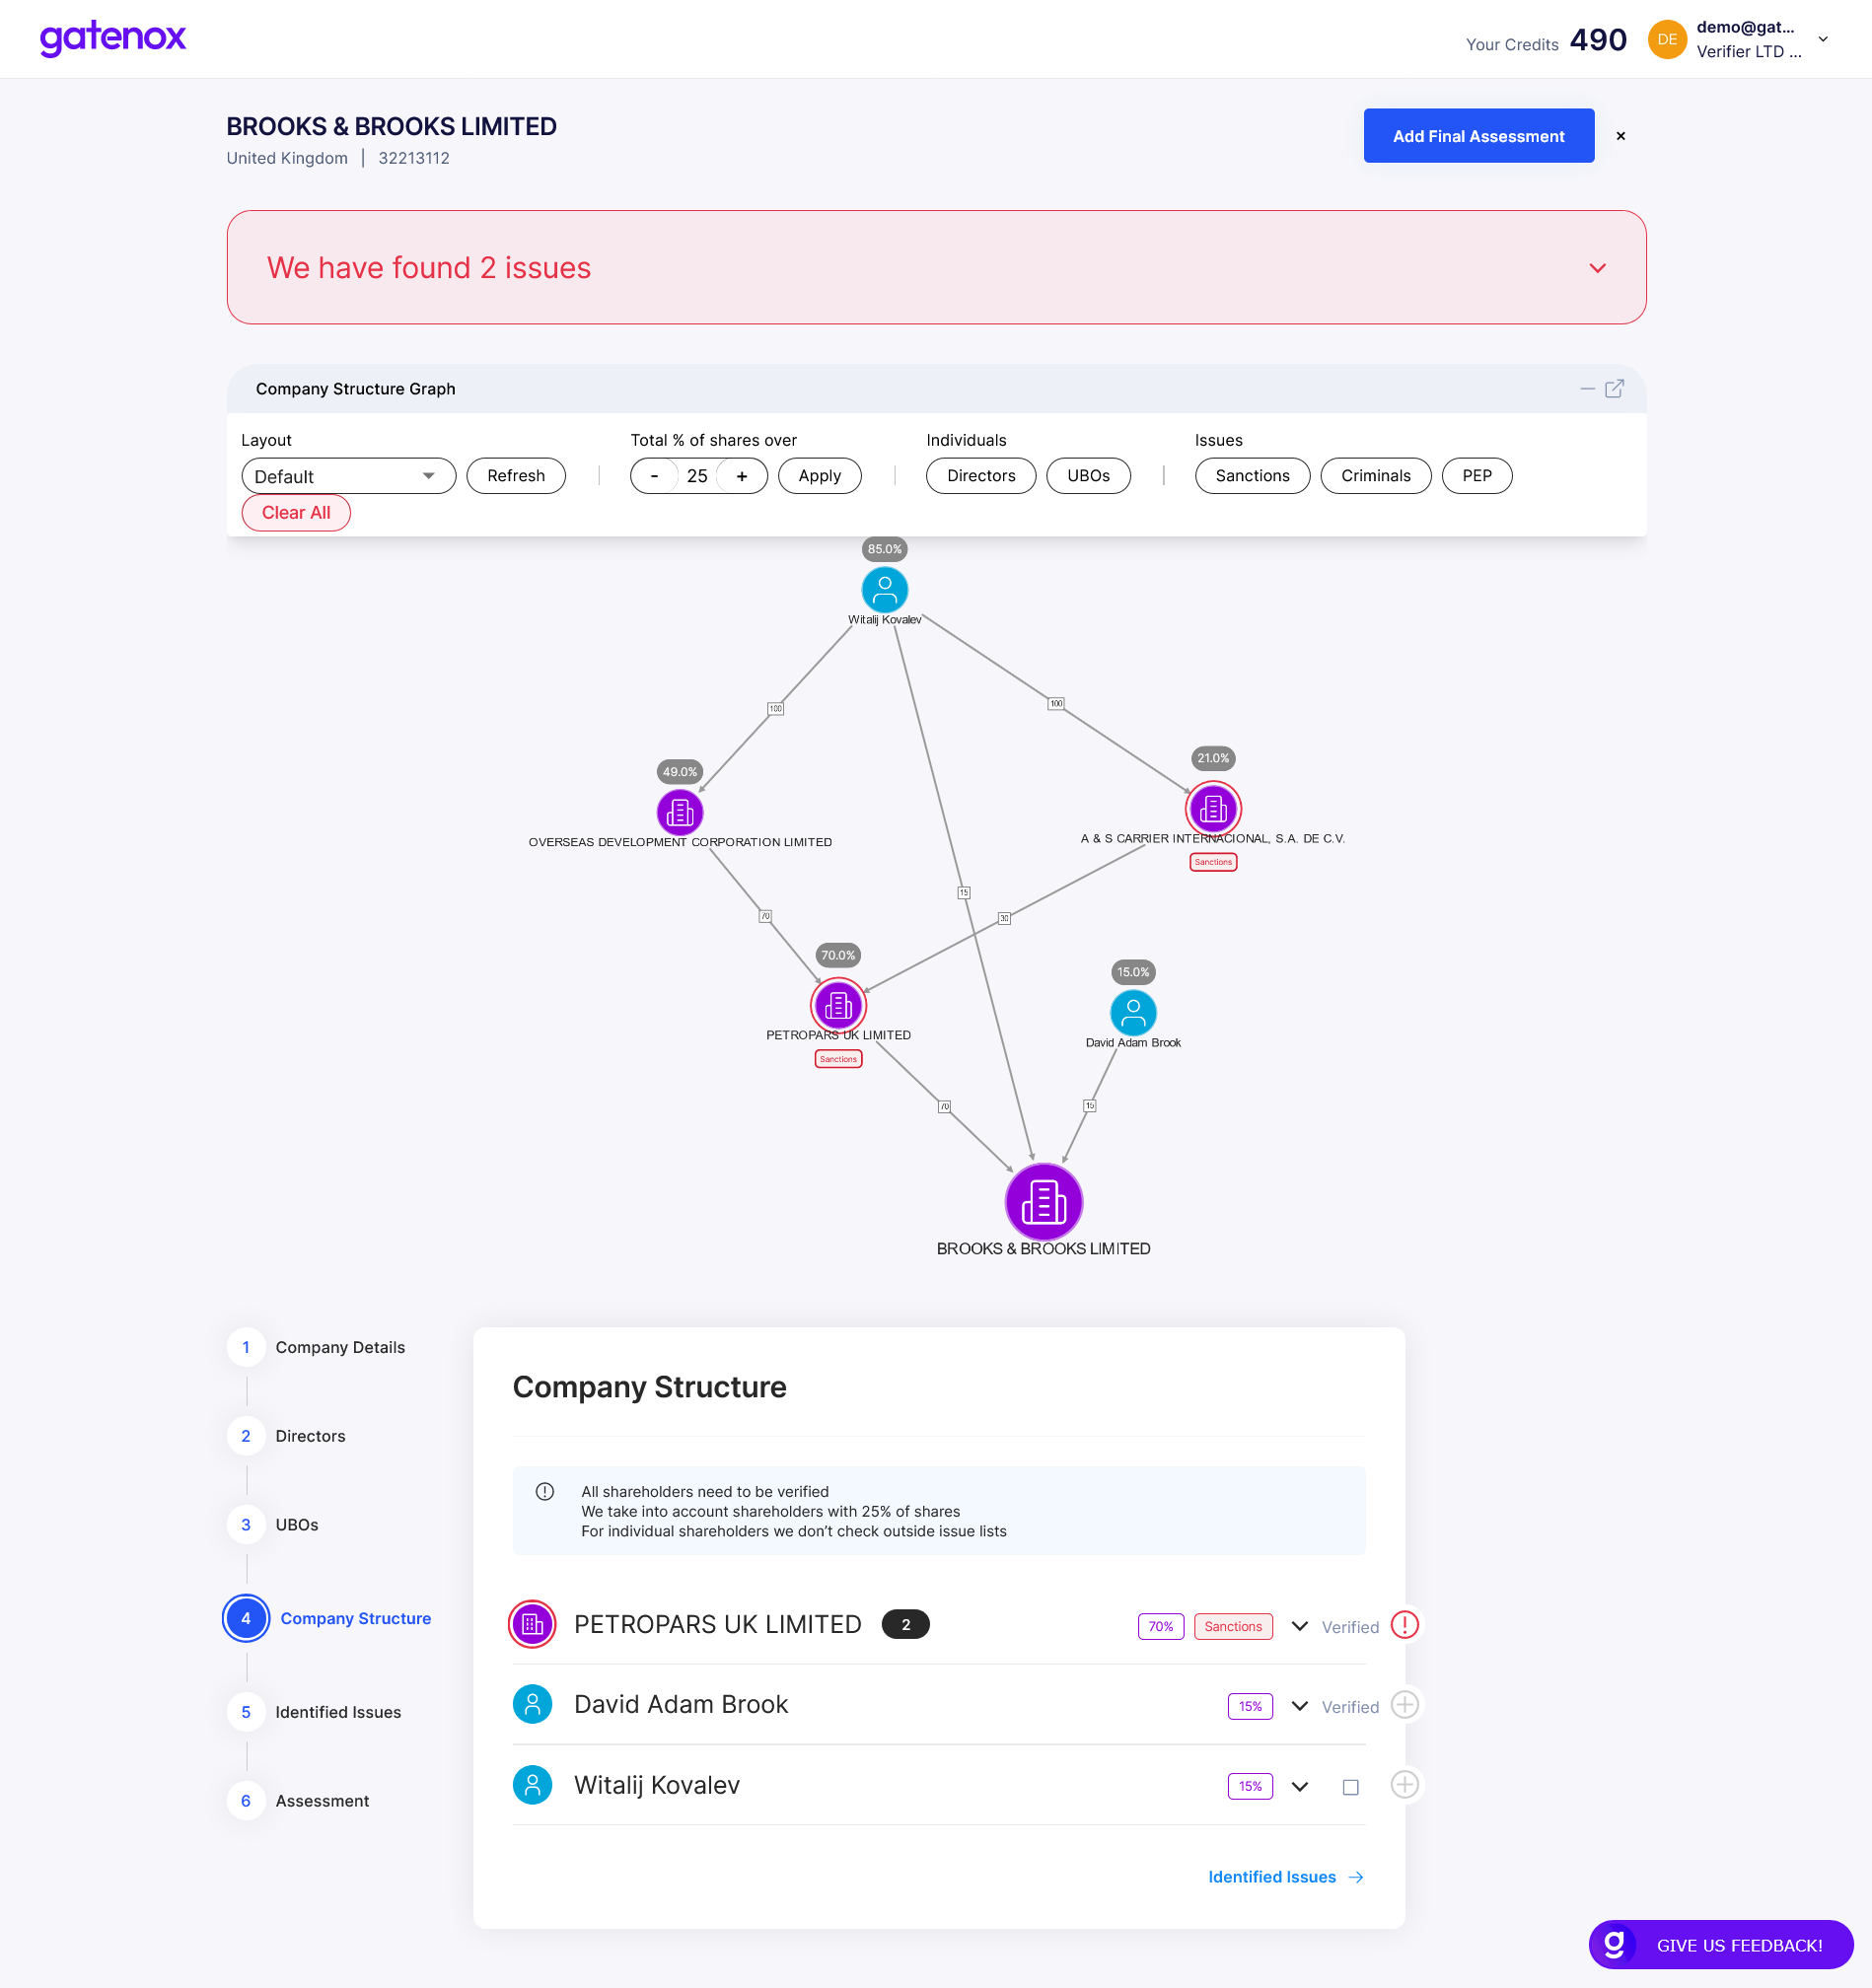 gatenox
Your Credits 490
DE
demo@gat...
Verifier LTD ...
BROOKS & BROOKS LIMITED
United Kingdom | 32213112
Add Final Assessment
We have found 2 issues
Company Structure Graph
Layout
Default
Refresh
Total % of shares over
- 25 +
Apply
Individuals
Directors
UBOs
Issues
Sanctions
Criminals
PEP
Clear All
85.0%
Witalij Kovalev
100
100
49.0%
OVERSEAS DEVELOPMENT CORPORATION LIMITED
21.0%
A & S CARRIER INTERNACIONAL, S.A. DE C.V.
Sanctions
15
70
30
70.0%
PETROPARS UK LIMITED
Sanctions
15.0%
David Adam Brook
70
15
BROOKS & BROOKS LIMITED
1 Company Details
2 Directors
3 UBOs
4 Company Structure
5 Identified Issues
6 Assessment
Company Structure
All shareholders need to be verified
We take into account shareholders with 25% of shares
For individual shareholders we don’t check outside issue lists
PETROPARS UK LIMITED 2 70% Sanctions Verified
David Adam Brook 15% Verified
Witalij Kovalev 15%
Identified Issues
g GIVE US FEEDBACK!